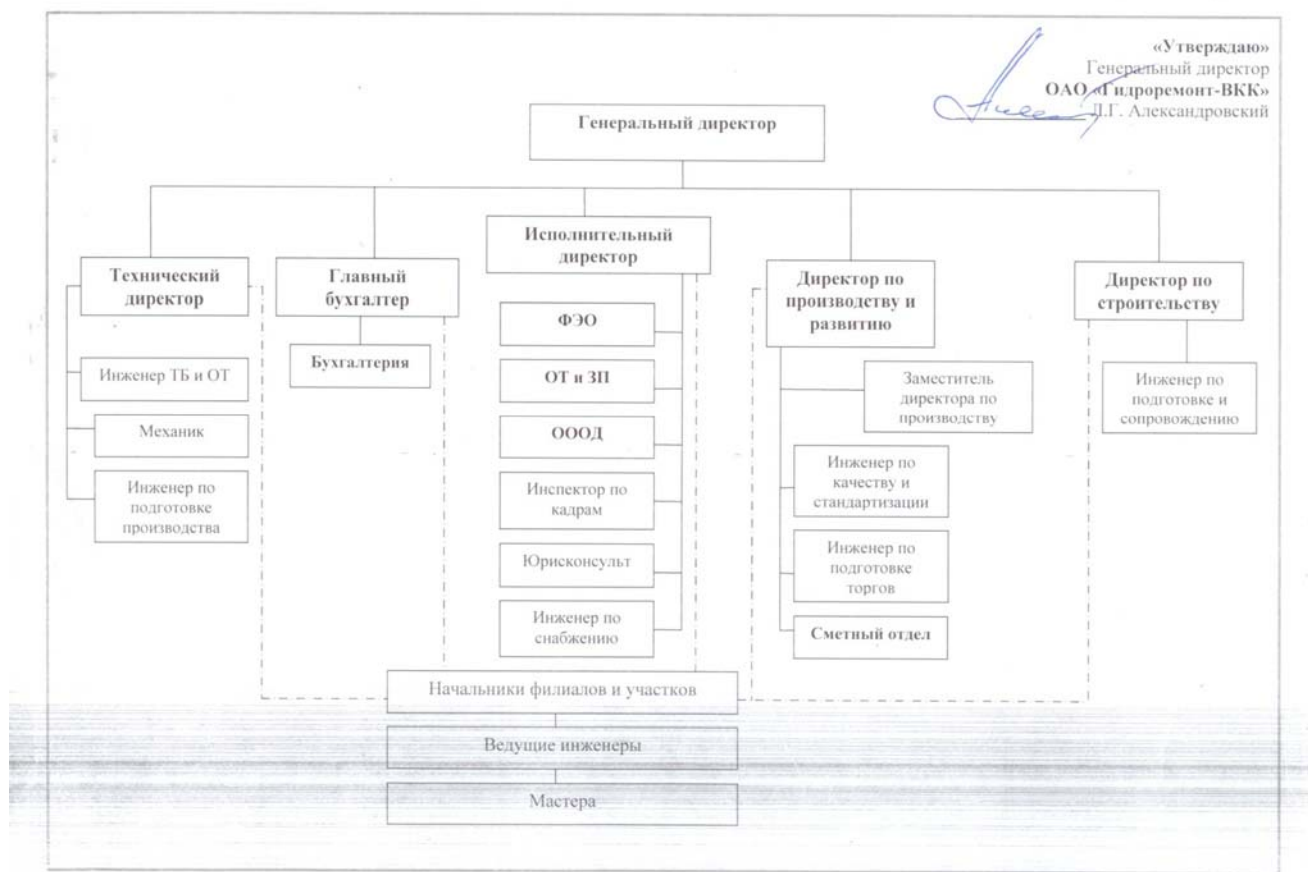 «Утверждаю»
Генеральный директор
ОАО «Гидроремонт-ВКК»
Л.Г. Александровский
Генеральный директор
Технический
директор
Инженер ТБ и ОТ
Механик
Инженер по
подготовке
производства
Главный
бухгалтер
Бухгалтерия
Исполнительный
директор
ФЭО
ОТ и ЗП
ОООД
Инспектор по
кадрам
Юрисконсульт
Инженер по
снабжению
Директор по
производству и
развитию
Заместитель
директора по
производству
Инженер по
качеству и
стандартизации
Инженер по
подготовке
торгов
Сметный отдел
Директор по
строительству
Инженер по
подготовке и
сопровождению
Начальники филиалов и участков
Ведущие инженеры
Мастера